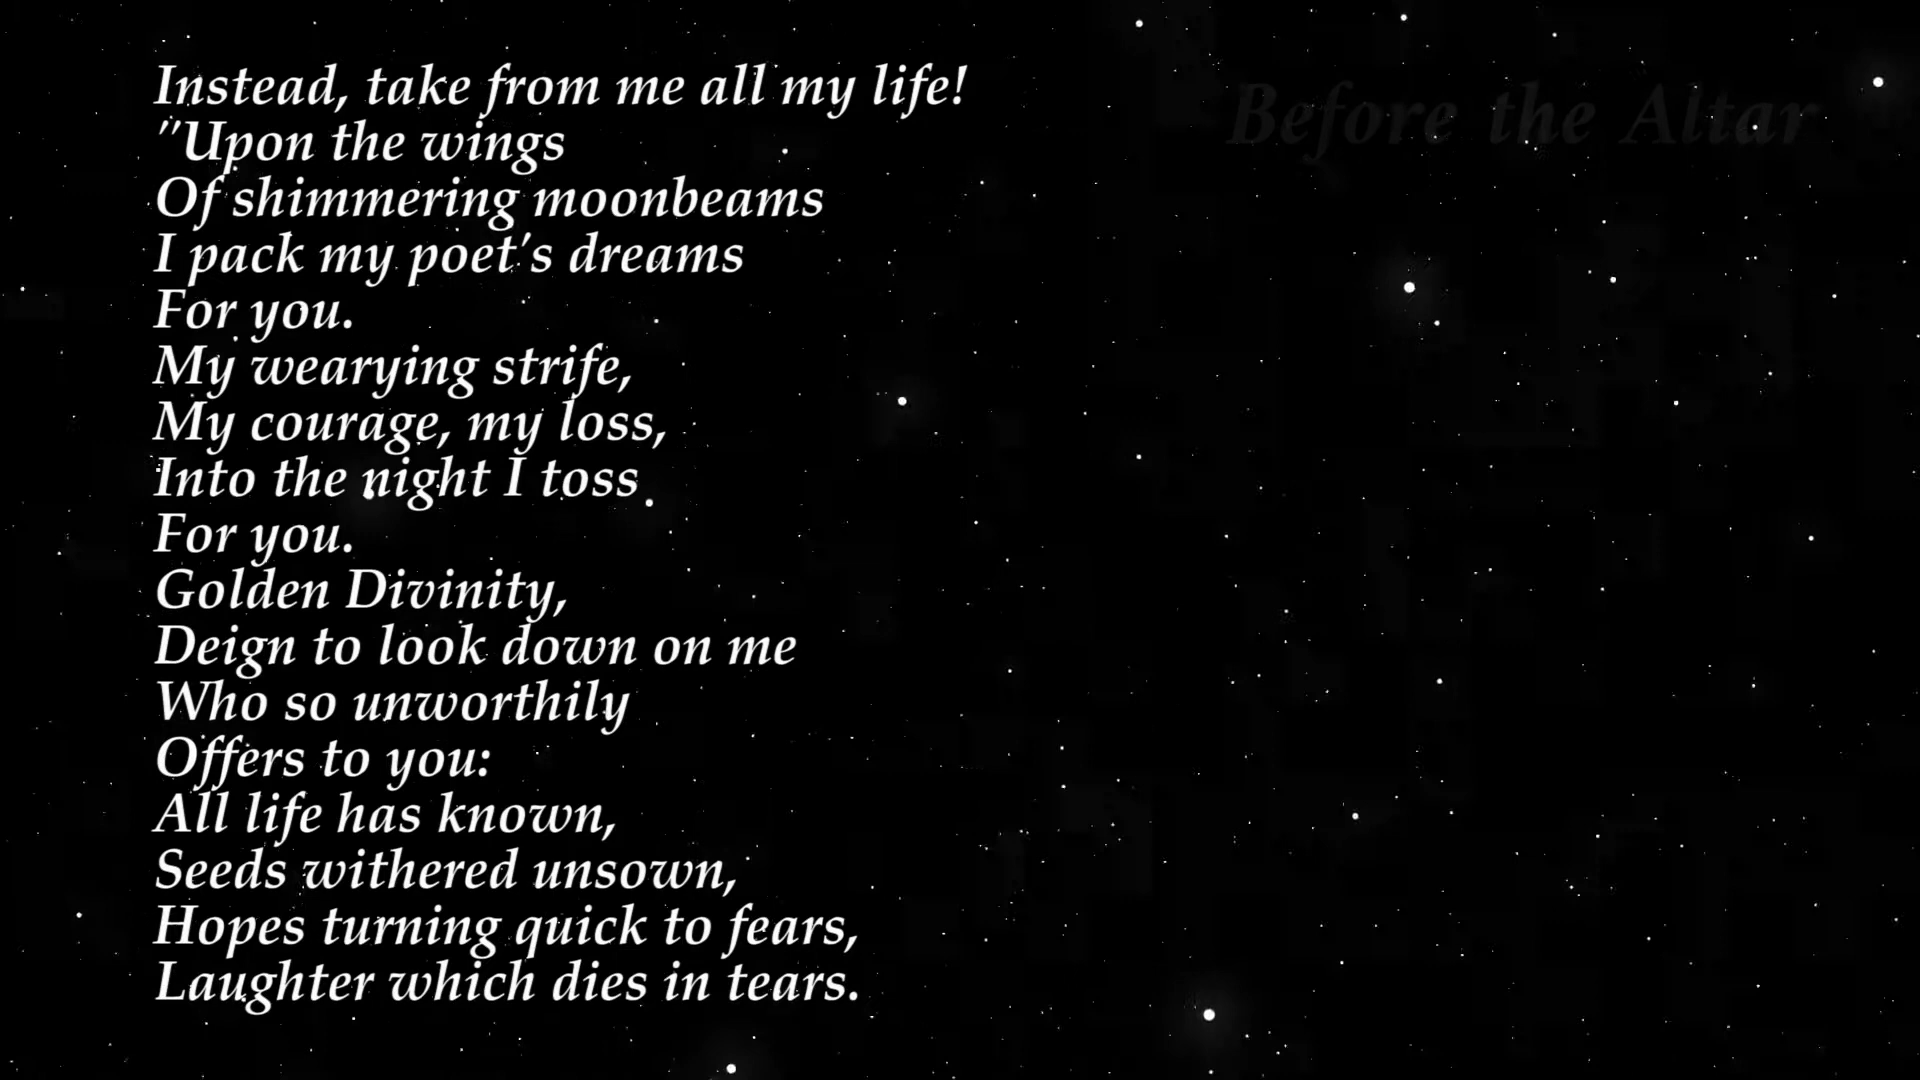 Instead, take from me all my life!
"Upon the wings
Of shimmering moonbeams
I pack my poet's dreams
For you.
My wearying strife,
My courage, my loss,
Into the night I toss
For you.
Golden Divinity,
Deign to look down on me
Who so unworthily
Offers to you:
All life has known,
Seeds withered unsown,
Hopes turning quick to fears,
Laughter which dies in tears.
Before the Altar